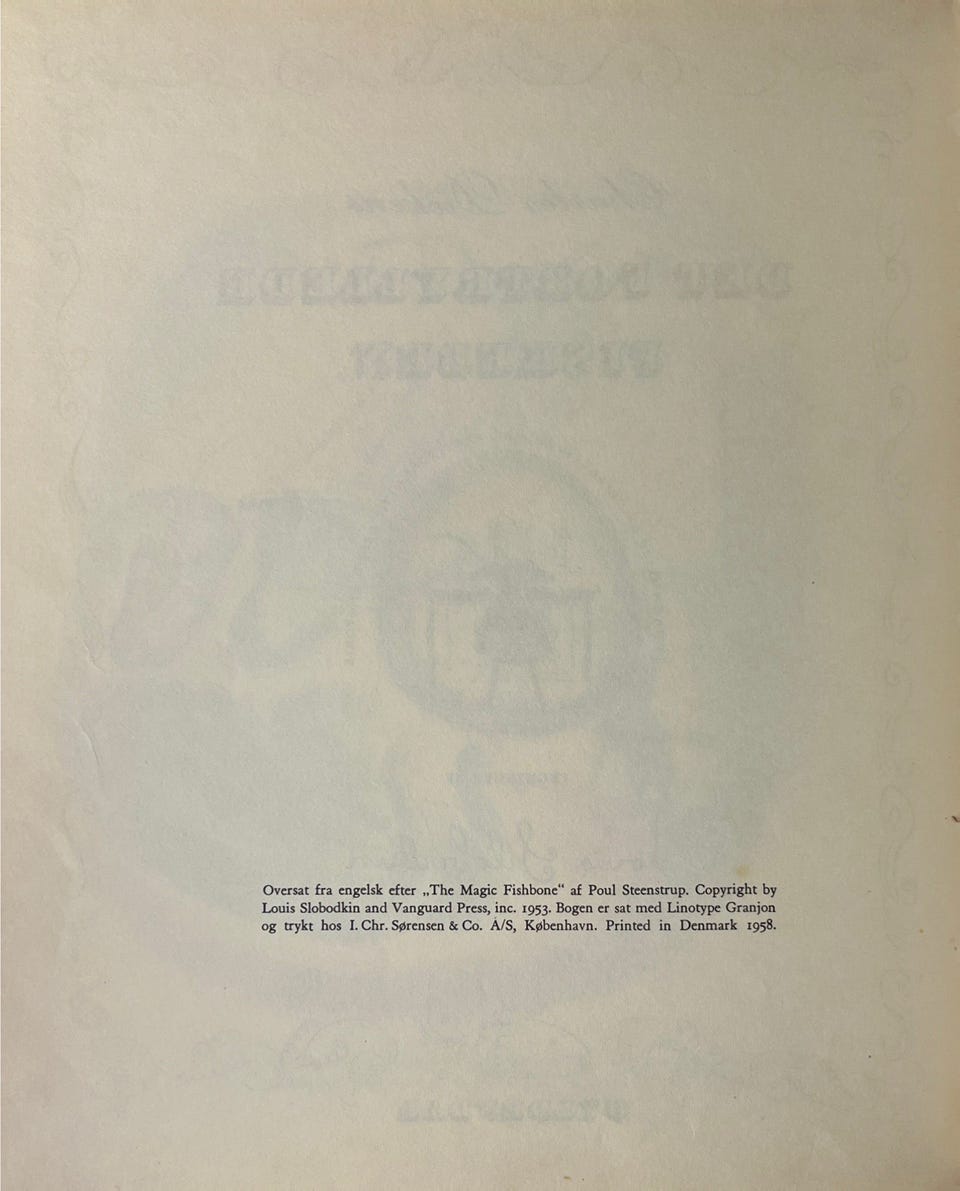 Oversat fra engelsk efter „The Magic Fishbone“ af Poul Steenstrup. Copyright by
Louis Slobodkin and Vanguard Press, inc. 1953. Bogen er sat med Linotype Granjon
og trykt hos I. Chr. Sørensen & Co. A/S, København. Printed in Denmark 1958.